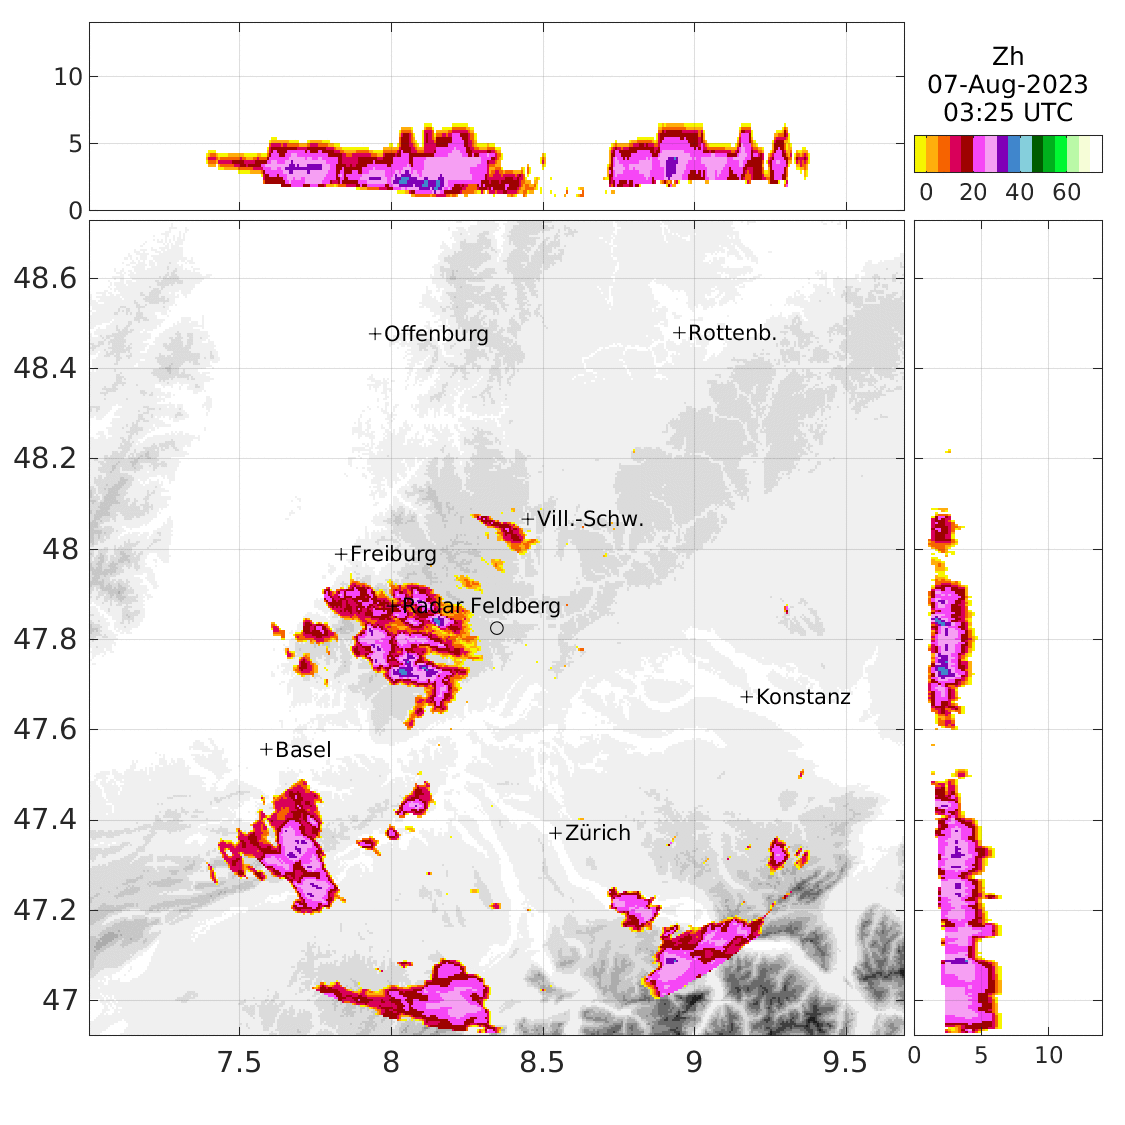 Zh
07-Aug-2023
03:25 UTC
10
5
0
0 20 40 60
48.6
48.4
48.2
48
47.8
47.6
47.4
47.2
47
+Offenburg
+Rottenb.
+Vill.-Schw.
+Freiburg
+Radar Feldberg
+Konstanz
+Basel
+Zürich
7.5 8 8.5 9 9.5
0 5 10